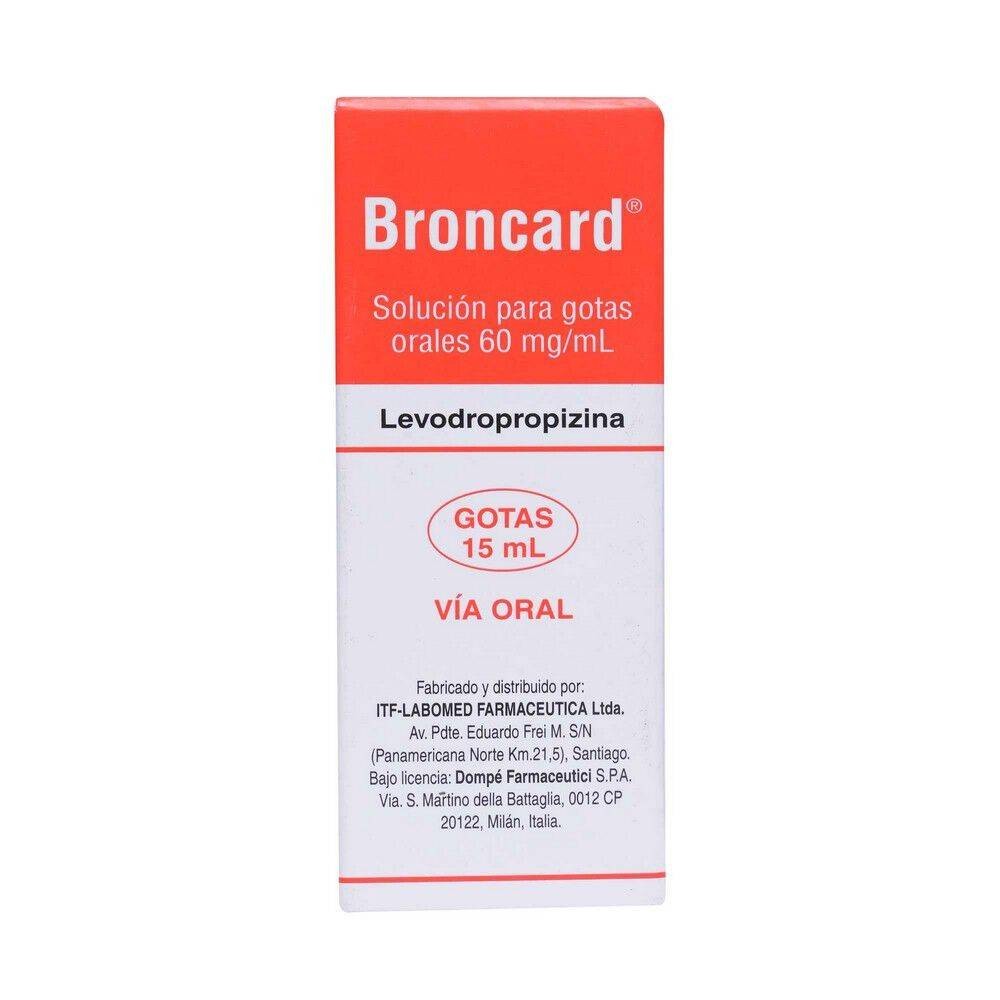 Broncard®
Solución para gotas
orales 60 mg/mL
Levodropropizina
GOTAS
15 mL
VÍA ORAL
Fabricado y distribuido por:
ITF-LABOMED FARMACEUTICA Ltda.
Av. Pdte. Eduardo Frei M. S/N
(Panamericana Norte Km.21,5), Santiago.
Bajo licencia: Dompé Farmaceutici S.P.A.
Via. S. Martino della Battaglia, 0012 CP
20122, Milán, Italia.